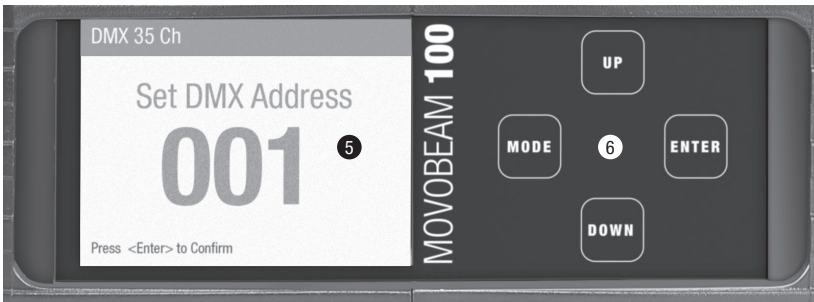 DMX 35 Ch
Set DMX Address
001
5
Press <Enter> to Confirm
MOVOBEAM 100
UP
MODE
6
ENTER
DOWN